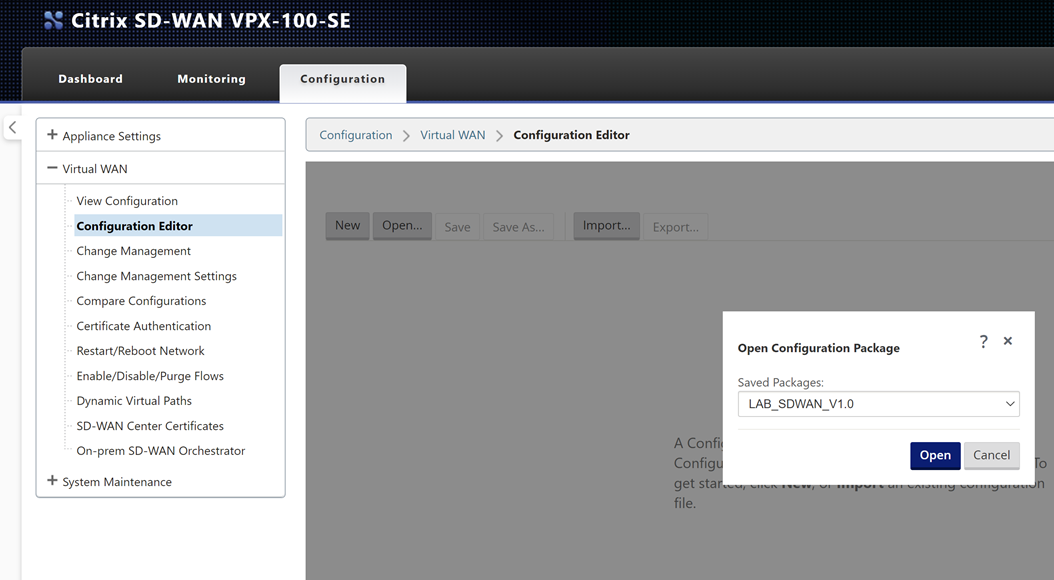 Citrix SD-WAN VPX-100-SE
Dashboard Monitoring Configuration
+ Appliance Settings
− Virtual WAN
View Configuration
Configuration Editor
Change Management
Change Management Settings
Compare Configurations
Certificate Authentication
Restart/Reboot Network
Enable/Disable/Purge Flows
Dynamic Virtual Paths
SD-WAN Center Certificates
On-prem SD-WAN Orchestrator
+ System Maintenance
Configuration > Virtual WAN > Configuration Editor
New Open... Save Save As... Import... Export...
Open Configuration Package ? ×
Saved Packages:
LAB_SDWAN_V1.0
Open Cancel
A
To
get started, click New, or Import an existing configuration
file.